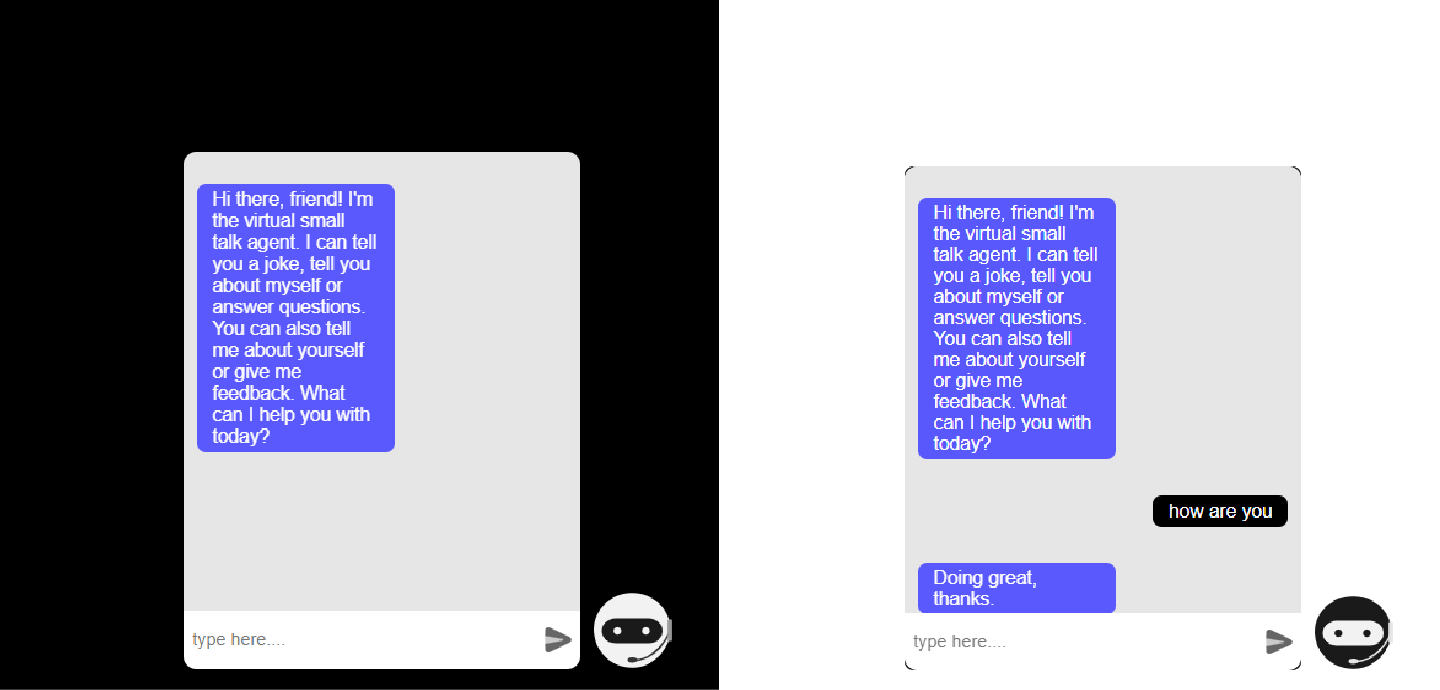 Hi there, friend! I'm
the virtual small
talk agent. I can tell
you a joke, tell you
about myself or
answer questions.
You can also tell
me about yourself
or give me
feedback. What
can I help you with
today?
type here....
Hi there, friend! I'm
the virtual small
talk agent. I can tell
you a joke, tell you
about myself or
answer questions.
You can also tell
me about yourself
or give me
feedback. What
can I help you with
today?
how are you
Doing great,
thanks.
type here....